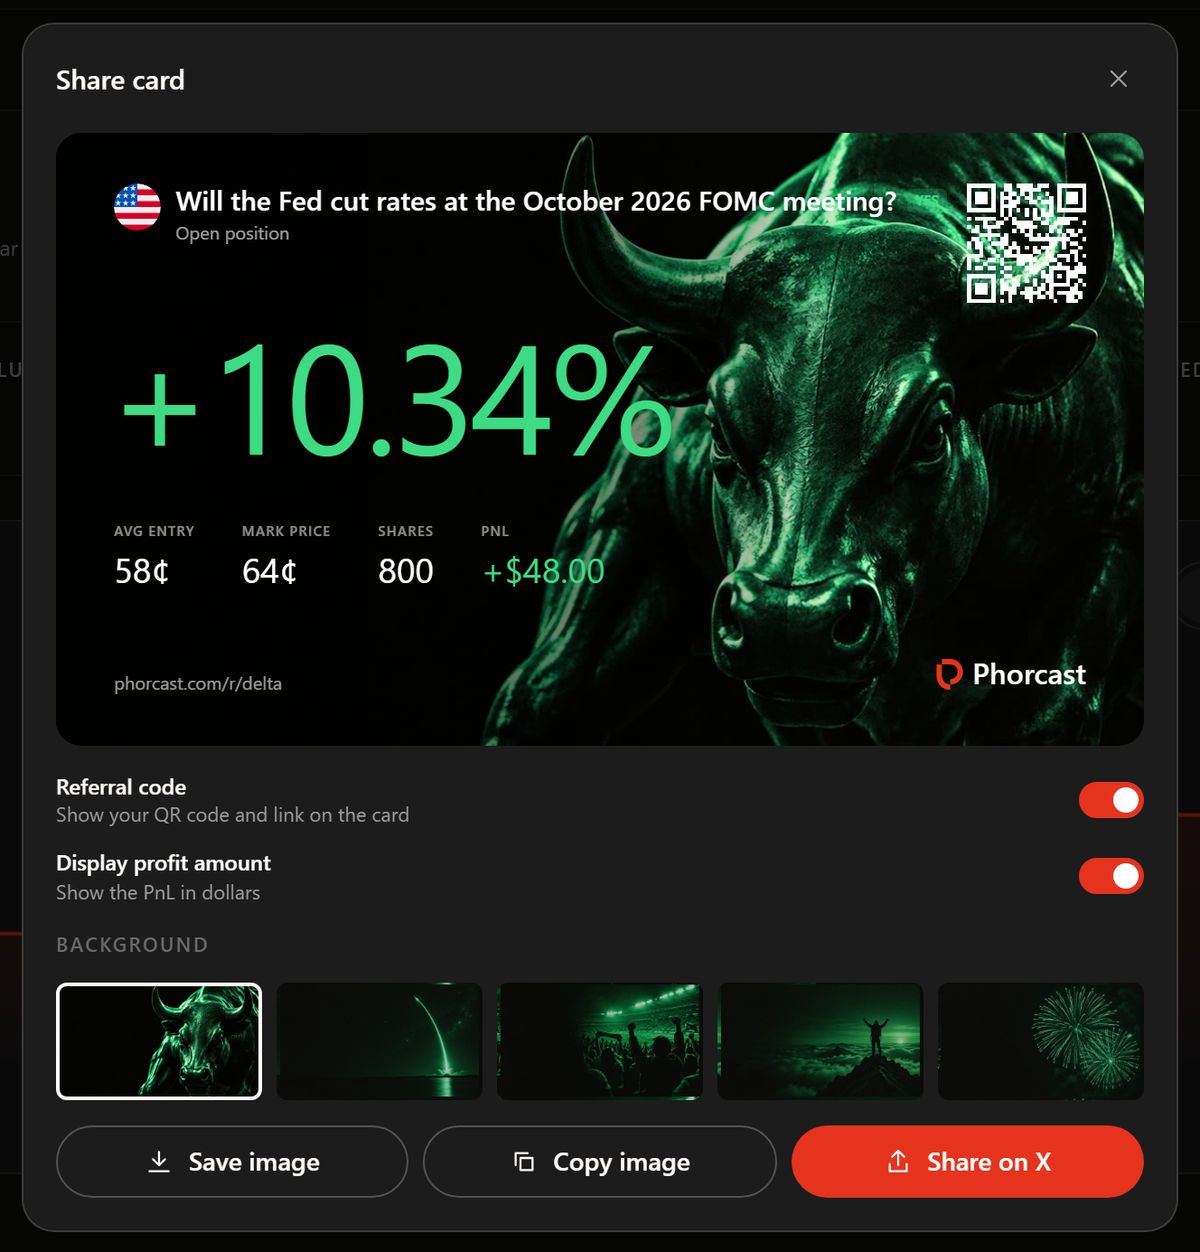 Share card
Will the Fed cut rates at the October 2026 FOMC meeting? YES
Open position
+10.34%
AVG ENTRY MARK PRICE SHARES PNL
58¢ 64¢ 800 +$48.00
phorcast.com/r/delta
Phorcast
Referral code
Show your QR code and link on the card
Display profit amount
Show the PnL in dollars
BACKGROUND
Save image Copy image Share on X